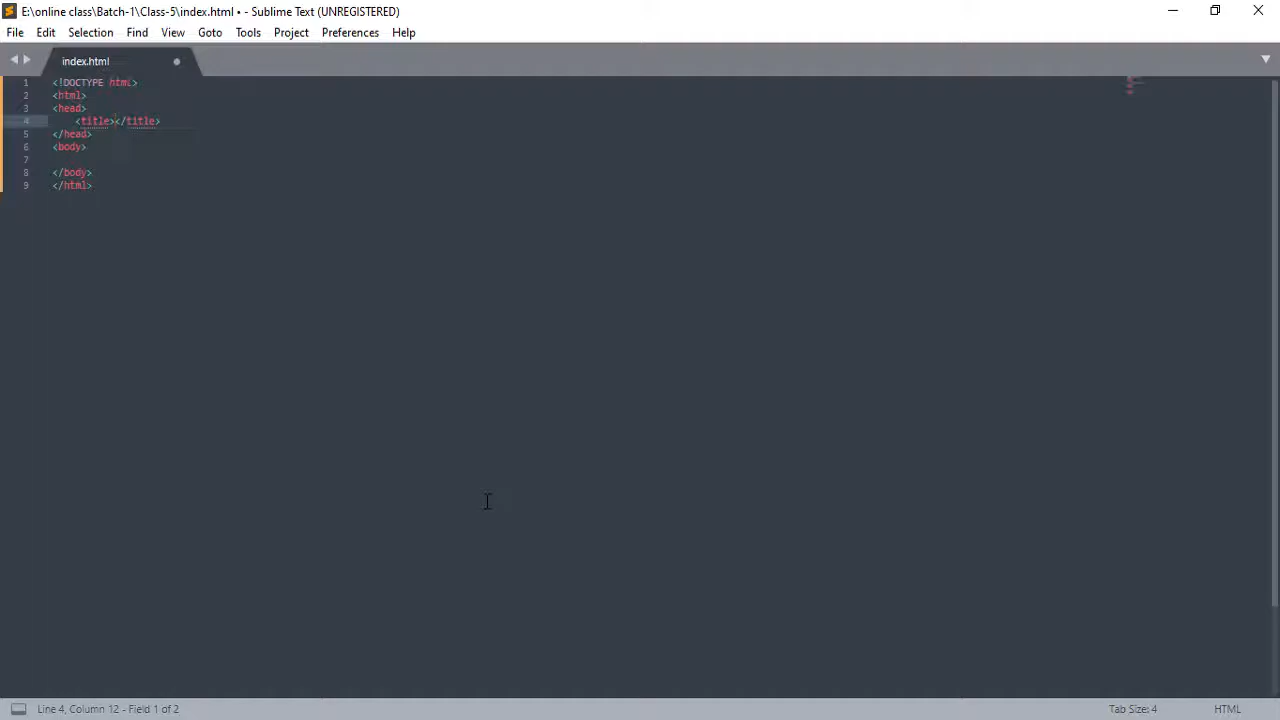 E:\online class\Batch-1\Class-5\index.html • - Sublime Text (UNREGISTERED)
File Edit Selection Find View Goto Tools Project Preferences Help
index.html
1 <!DOCTYPE html>
2 <html>
3 <head>
4 <title></title>
5 </head>
6 <body>
7
8 </body>
9 </html>
Line 4, Column 12 - Field 1 of 2 Tab Size: 4 HTML